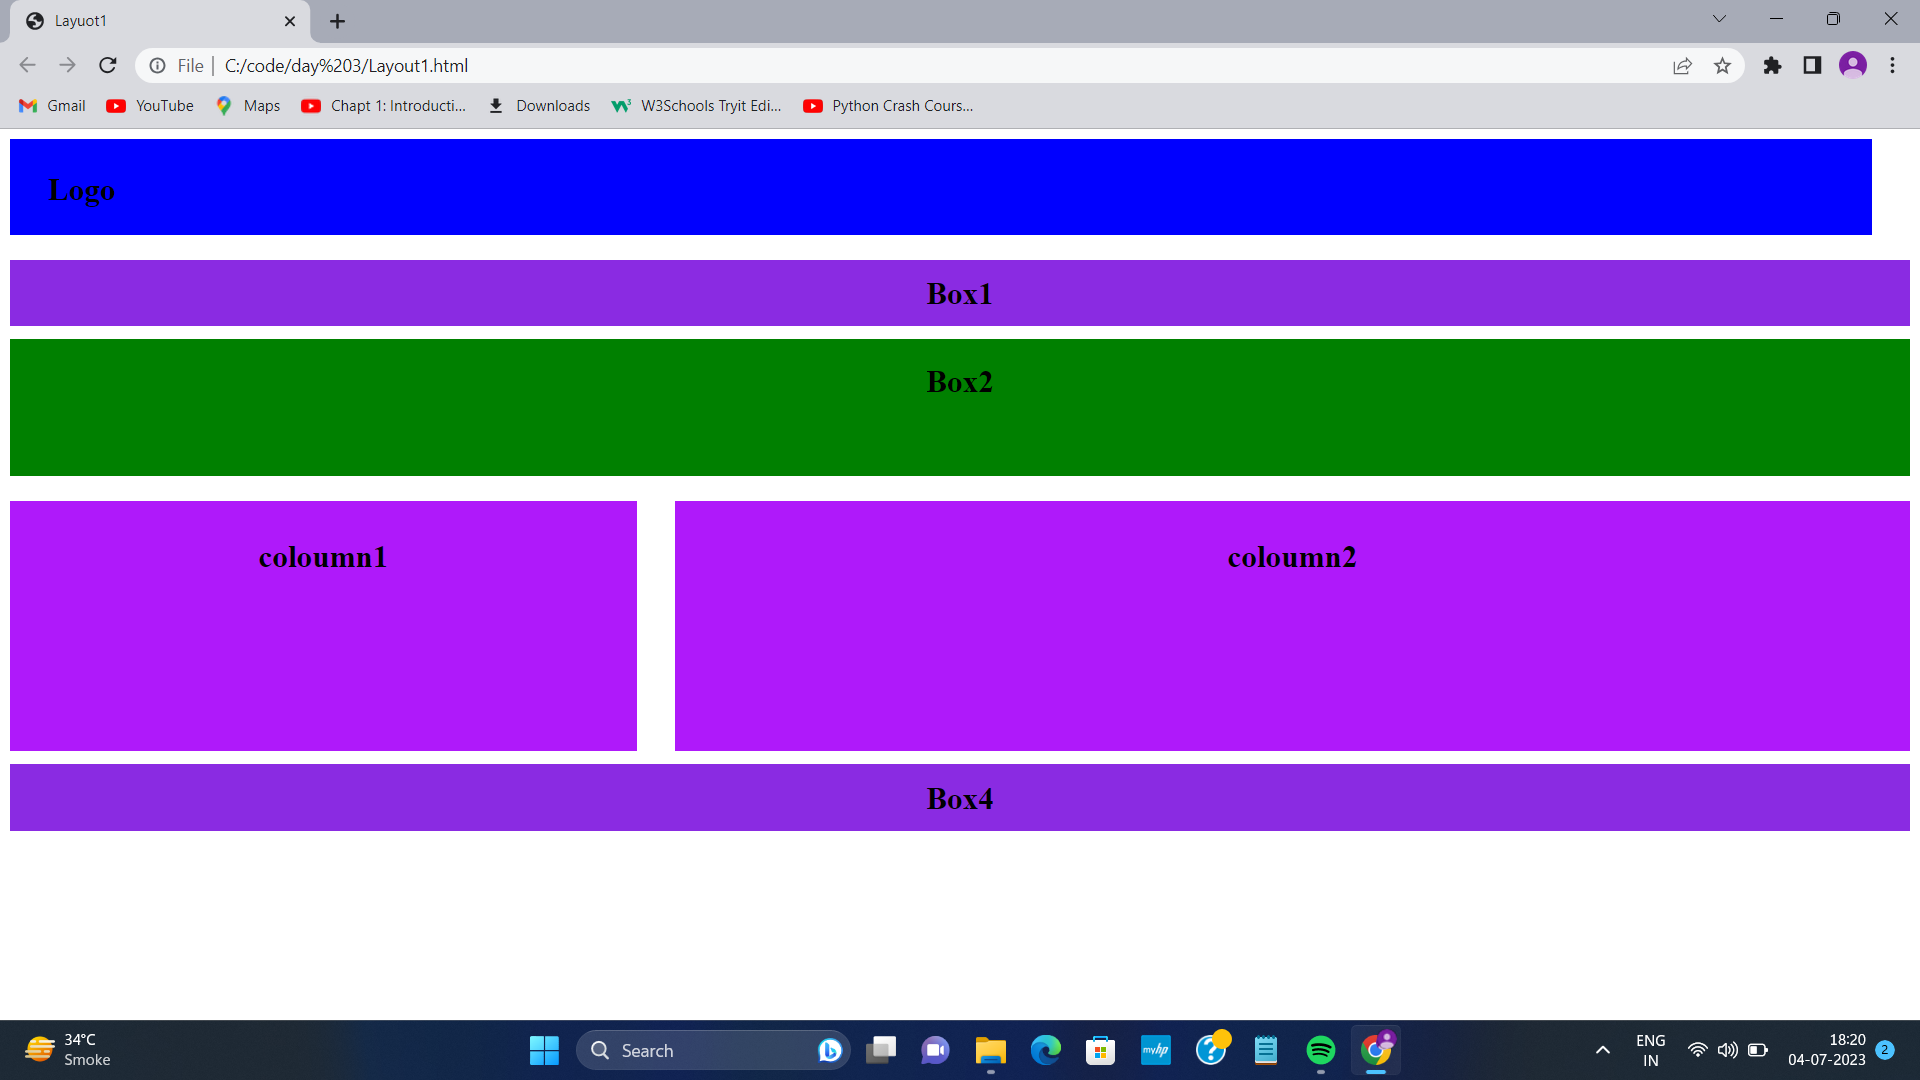 Layuot1
File | C:/code/day%203/Layout1.html
Gmail YouTube Maps Chapt 1: Introducti... Downloads W3Schools Tryit Edi... Python Crash Cours...
Logo
Box1
Box2
coloumn1 coloumn2
Box4
34°C
Smoke
Search
myhp
ENG
IN
18:20
04-07-2023
2